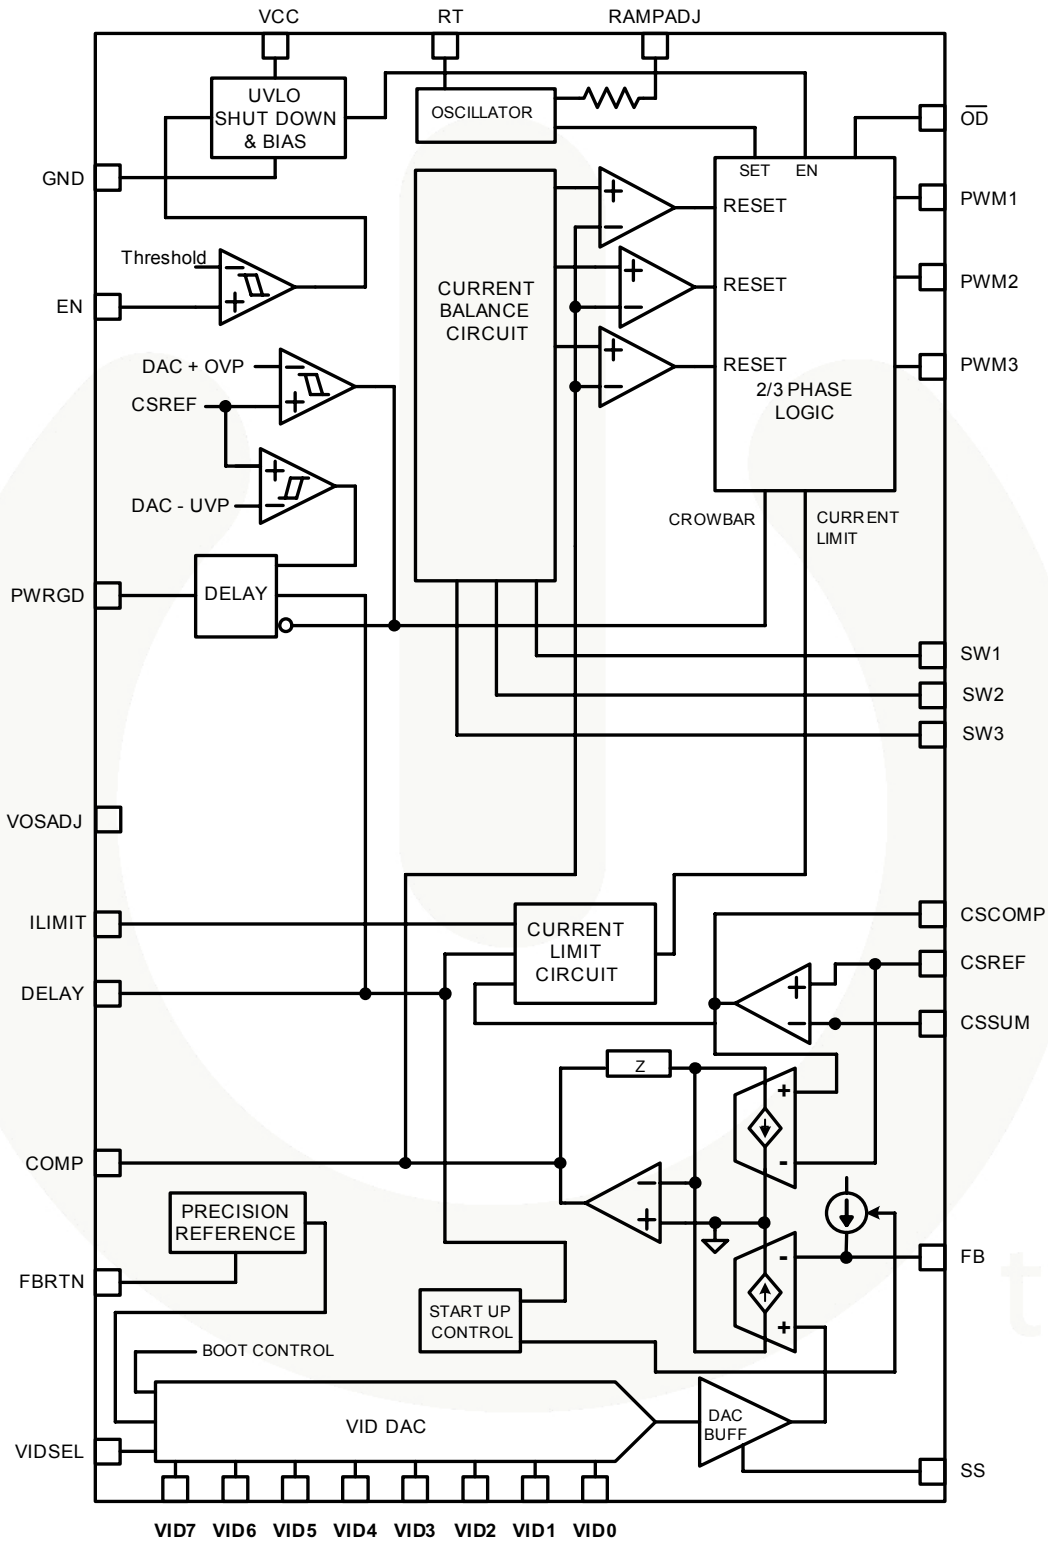 VCC
RT
RAMPADJ
UVLO
SHUT DOWN
& BIAS
OSCILLATOR
OD
GND
SET
EN
PWM1
RESET
+
−
Threshold
−
+
EN
CURRENT
BALANCE
CIRCUIT
+
−
RESET
PWM2
DAC + OVP
−
CSREF
+
+
−
RESET
PWM3
2/3 PHASE
LOGIC
+
DAC - UVP
−
CROWBAR
CURRENT
LIMIT
PWRGD
DELAY
SW1
SW2
SW3
VOSADJ
ILIMIT
CURRENT
LIMIT
CIRCUIT
CSCOMP
CSREF
+
DELAY
−
CSSUM
Z
+
COMP
-
−
+
PRECISION
REFERENCE
FBRTN
-
FB
START UP
CONTROL
+
BOOT CONTROL
VID DAC
DAC
BUFF
VIDSEL
SS
VID7
VID6
VID5
VID4
VID3
VID2
VID1
VID0
t